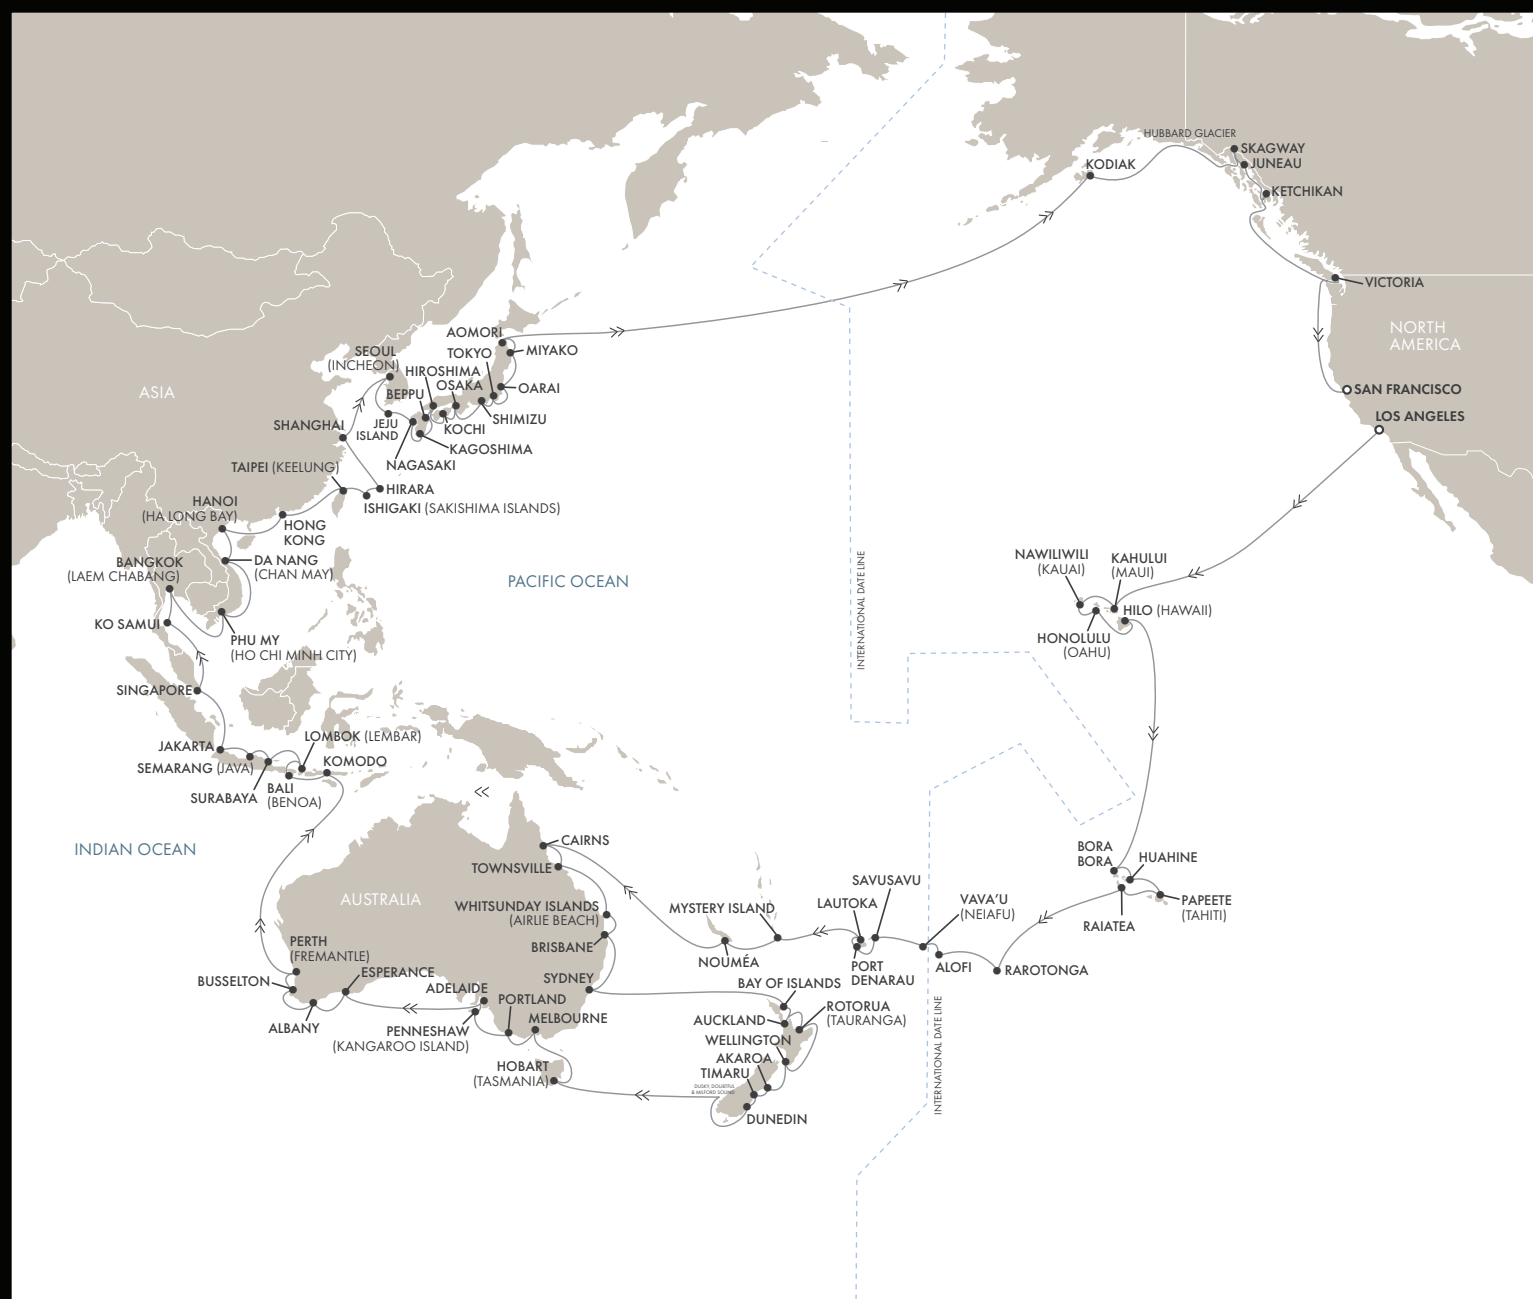 HUBBARD GLACIER
SKAGWAY
JUNEAU
KODIAK
KETCHIKAN
VICTORIA
NORTH
AMERICA
SAN FRANCISCO
LOS ANGELES
AOMORI
MIYAKO
TOKYO
SEOUL
(INCHEON)
HIROSHIMA
OSAKA
OARAI
BEPPU
ASIA
SHIMIZU
JEJU
ISLAND
KOCHI
SHANGHAI
KAGOSHIMA
NAGASAKI
TAIPEI (KEELUNG)
HIRARA
ISHIGAKI (SAKISHIMA ISLANDS)
HANOI
(HA LONG BAY)
HONG
KONG
BANGKOK
(LAEM CHABANG)
DA NANG
(CHAN MAY)
PACIFIC OCEAN
INTERNATIONAL DATE LINE
NAWILIWILI
(KAUAI)
KAHULUI
(MAUI)
HILO (HAWAII)
HONOLULU
(OAHU)
KO SAMUI
PHU MY
(HO CHI MINH CITY)
SINGAPORE
JAKARTA
LOMBOK (LEMBAR)
SEMARANG (JAVA)
KOMODO
SURABAYA
BALI
(BENOA)
INDIAN OCEAN
CAIRNS
TOWNSVILLE
AUSTRALIA
WHITSUNDAY ISLANDS
(AIRLIE BEACH)
BRISBANE
MYSTERY ISLAND
NOUMÉA
LAUTOKA
SAVUSAVU
PORT
DENARAU
VAVA'U
(NEIAFU)
ALOFI
RAROTONGA
BORA
BORA
HUAHINE
PAPEETE
(TAHITI)
RAIATEA
PERTH
(FREMANTLE)
BUSSELTON
ESPERANCE
ALBANY
ADELAIDE
PORTLAND
SYDNEY
MELBOURNE
PENNESHAW
(KANGAROO ISLAND)
HOBART
(TASMANIA)
BAY OF ISLANDS
AUCKLAND
ROTORUA
(TAURANGA)
WELLINGTON
AKAROA
TIMARU
DUSKY, DOUBTFUL
& MILFORD SOUND
DUNEDIN
INTERNATIONAL DATE LINE